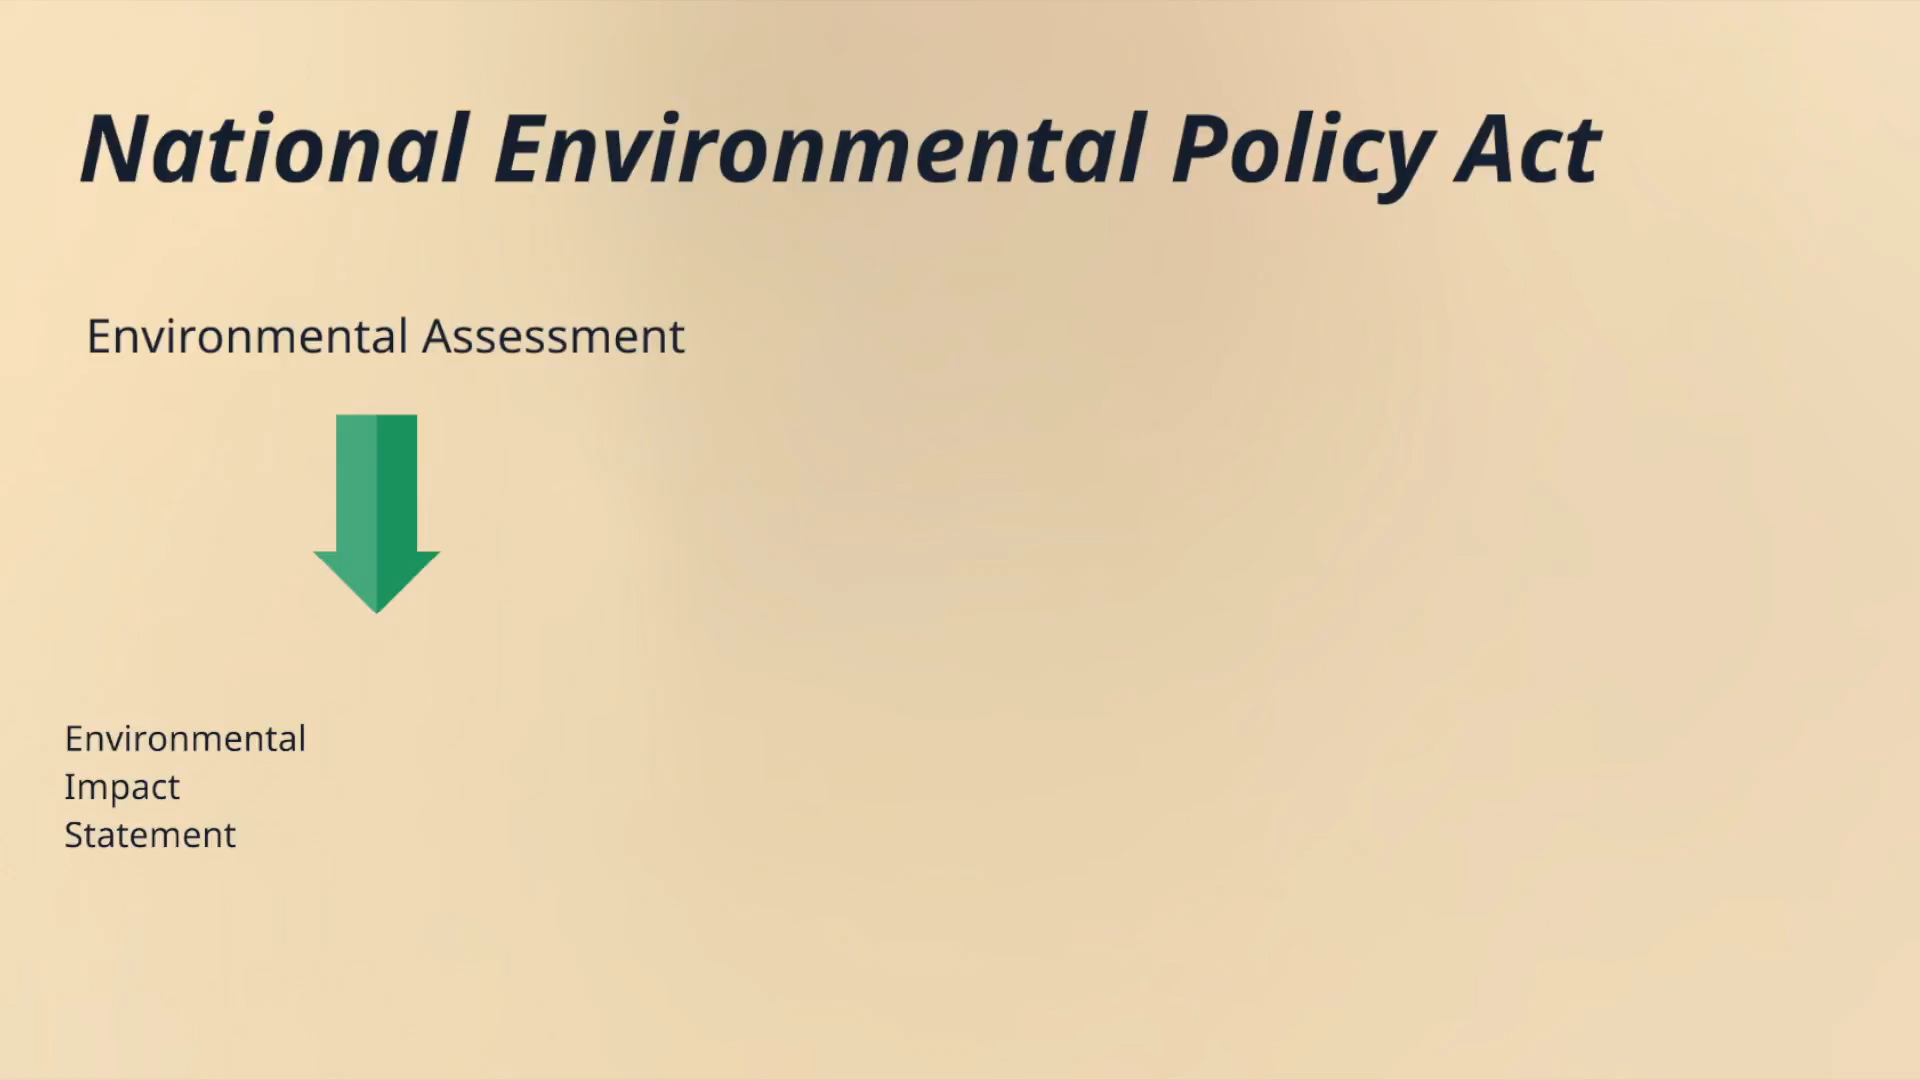 National Environmental Policy Act
Environmental Assessment
Environmental
Impact
Statement